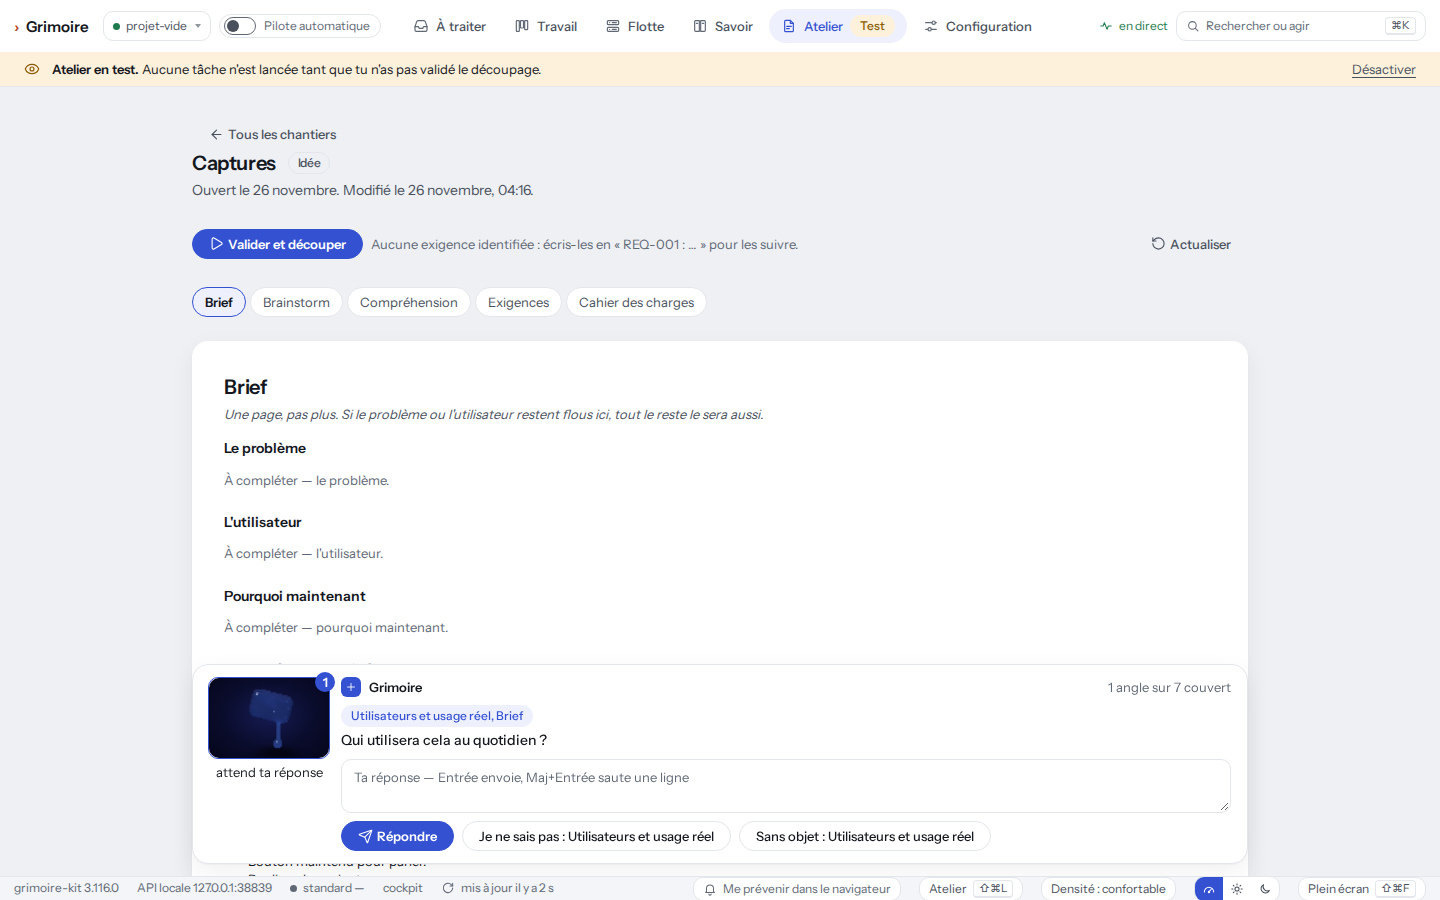 › Grimoire
projet-vide
Pilote automatique
À traiter
Travail
Flotte
Savoir
Atelier Test
Configuration
en direct
Rechercher ou agir ⌘K
Atelier en test. Aucune tâche n'est lancée tant que tu n'as pas validé le découpage.
Désactiver
← Tous les chantiers
Captures Idée
Ouvert le 26 novembre. Modifié le 26 novembre, 04:16.
Valider et découper
Aucune exigence identifiée : écris-les en « REQ-001 : … » pour les suivre.
Actualiser
Brief
Brainstorm
Compréhension
Exigences
Cahier des charges
Brief
Une page, pas plus. Si le problème ou l'utilisateur restent flous ici, tout le reste le sera aussi.
Le problème
À compléter — le problème.
L'utilisateur
À compléter — l'utilisateur.
Pourquoi maintenant
À compléter — pourquoi maintenant.
1
Grimoire
1 angle sur 7 couvert
Utilisateurs et usage réel, Brief
Qui utilisera cela au quotidien ?
attend ta réponse
Ta réponse — Entrée envoie, Maj+Entrée saute une ligne
Répondre
Je ne sais pas : Utilisateurs et usage réel
Sans objet : Utilisateurs et usage réel
Bouton maintenu pour parler.
grimoire-kit 3.116.0
API locale 127.0.0.1:38839
standard —
cockpit
mis à jour il y a 2 s
Me prévenir dans le navigateur
Atelier ⇧⌘L
Densité : confortable
Plein écran ⇧⌘F